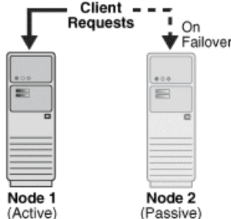 Client
Requests
On
Failover
Node 1
(Active)
Node 2
(Passive)